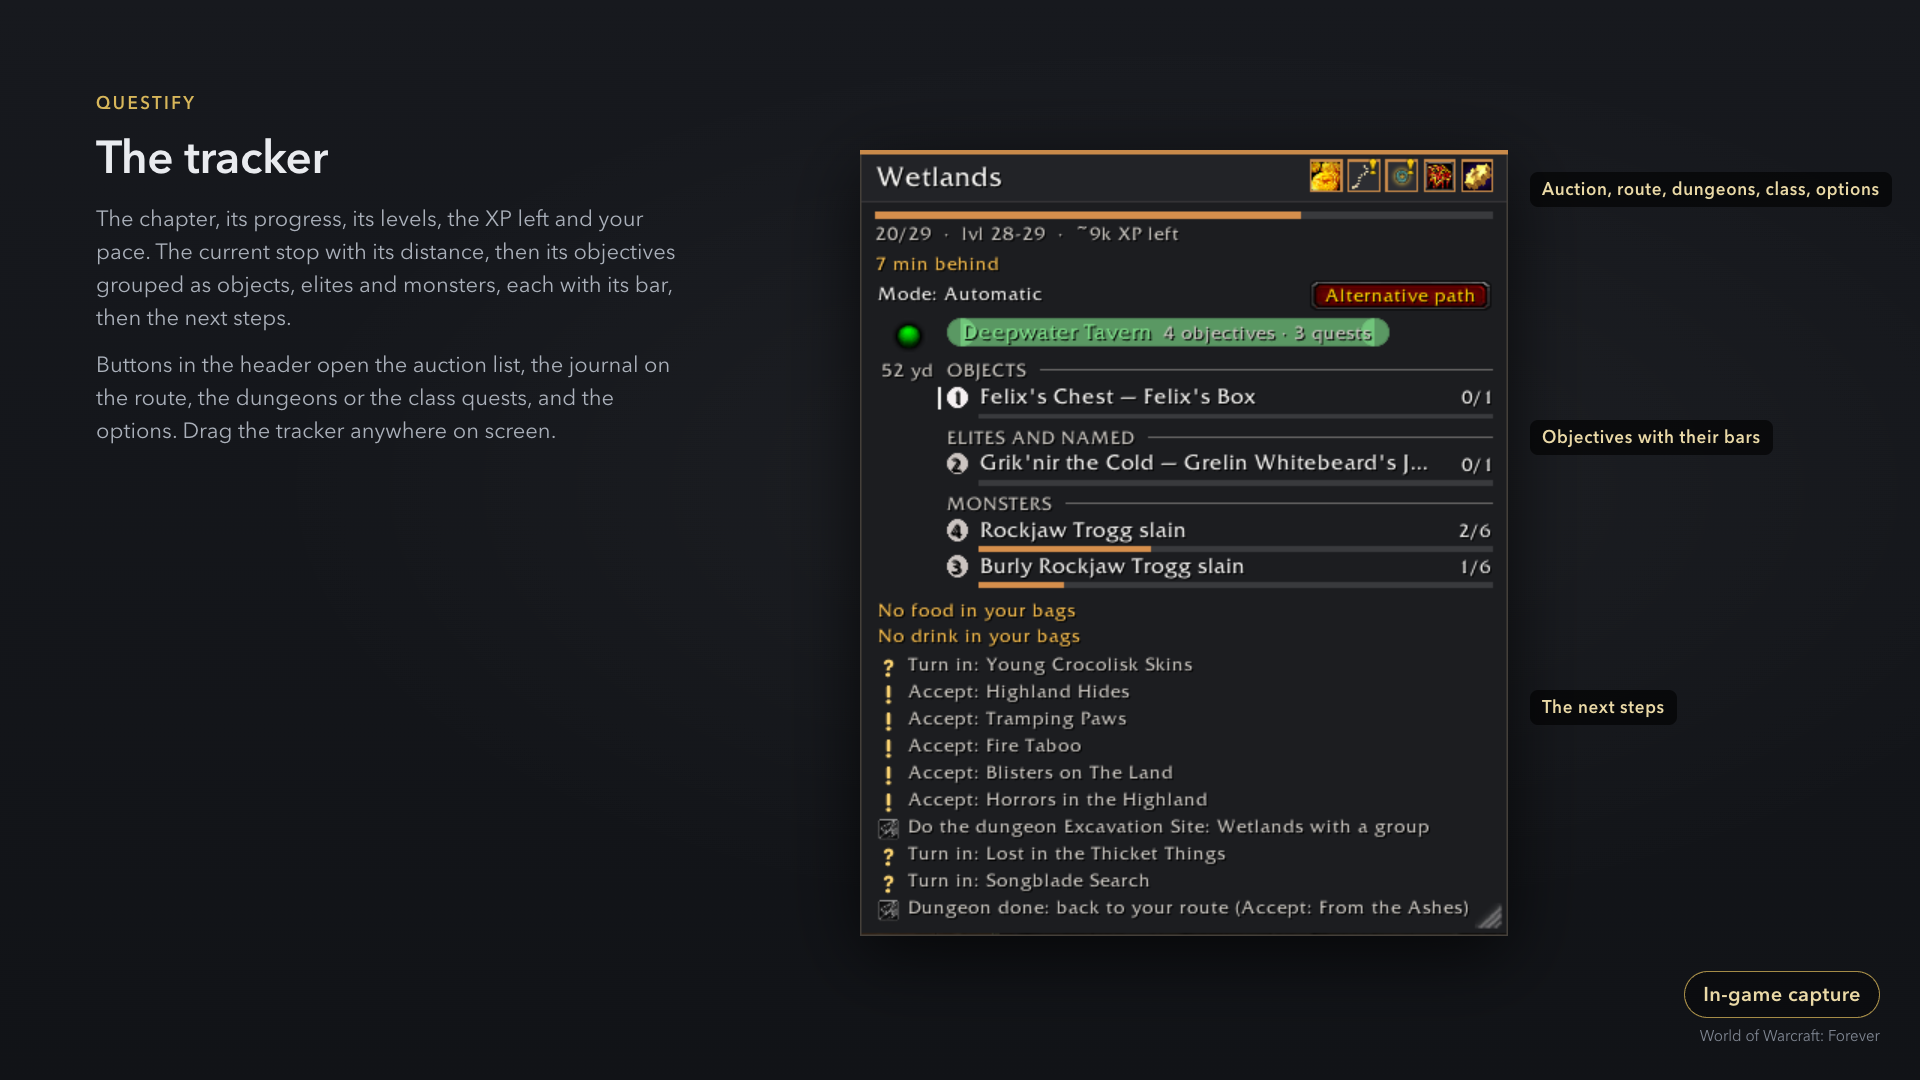 QUESTIFY
The tracker
The chapter, its progress, its levels, the XP left and your
pace. The current stop with its distance, then its objectives
grouped as objects, elites and monsters, each with its bar,
then the next steps.
Buttons in the header open the auction list, the journal on
the route, the dungeons or the class quests, and the
options. Drag the tracker anywhere on screen.
Wetlands
Auction, route, dungeons, class, options
20/29 · lvl 28-29 · ~9k XP left
7 min behind
Mode: Automatic
Alternative path
Deepwater Tavern 4 objectives · 3 quests
52 yd OBJECTS
1 Felix's Chest — Felix's Box 0/1
ELITES AND NAMED
Objectives with their bars
2 Grik'nir the Cold — Grelin Whitebeard's J... 0/1
MONSTERS
4 Rockjaw Trogg slain 2/6
3 Burly Rockjaw Trogg slain 1/6
No food in your bags
No drink in your bags
? Turn in: Young Crocolisk Skins
! Accept: Highland Hides
The next steps
! Accept: Tramping Paws
! Accept: Fire Taboo
! Accept: Blisters on The Land
! Accept: Horrors in the Highland
Do the dungeon Excavation Site: Wetlands with a group
? Turn in: Lost in the Thicket Things
? Turn in: Songblade Search
Dungeon done: back to your route (Accept: From the Ashes)
In-game capture
World of Warcraft: Forever